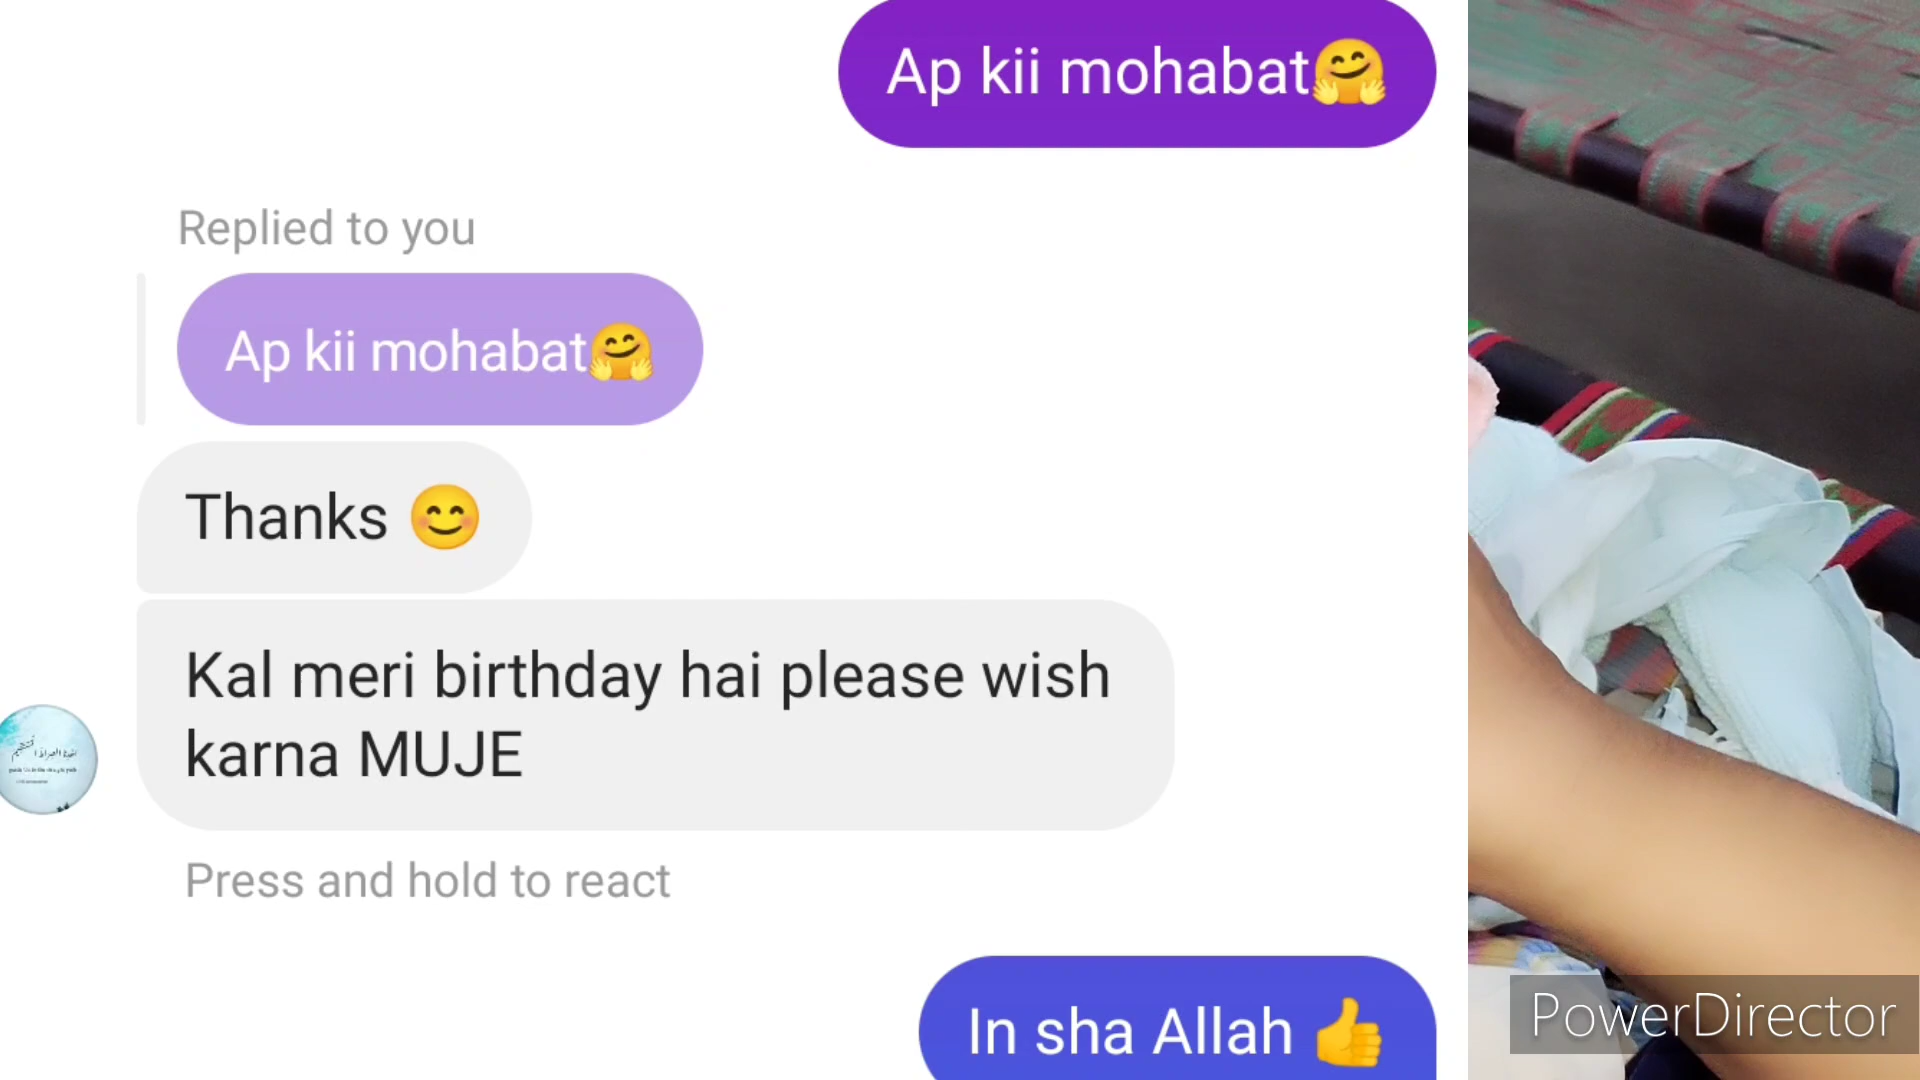 Ap kii mohabat🤗
Replied to you
Ap kii mohabat🤗
Thanks 😊
Kal meri birthday hai please wish
karna MUJE
Press and hold to react
In sha Allah 👍
PowerDirector